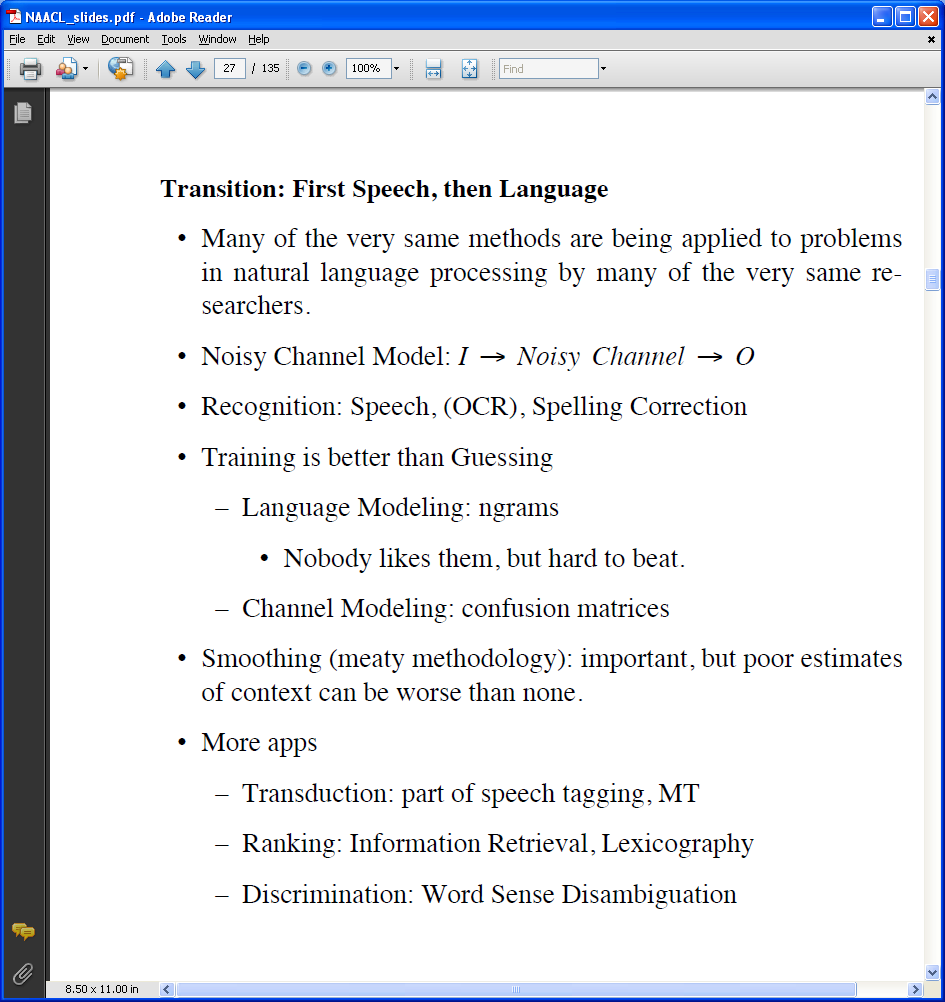 NAACL_slides.pdf - Adobe Reader
File Edit View Document Tools Window Help
27 / 135 100% Find
Transition: First Speech, then Language
• Many of the very same methods are being applied to problems
in natural language processing by many of the very same re-
searchers.
• Noisy Channel Model: I → Noisy Channel → O
• Recognition: Speech, (OCR), Spelling Correction
• Training is better than Guessing
– Language Modeling: ngrams
• Nobody likes them, but hard to beat.
– Channel Modeling: confusion matrices
• Smoothing (meaty methodology): important, but poor estimates
of context can be worse than none.
• More apps
– Transduction: part of speech tagging, MT
– Ranking: Information Retrieval, Lexicography
– Discrimination: Word Sense Disambiguation
8.50 x 11.00 in